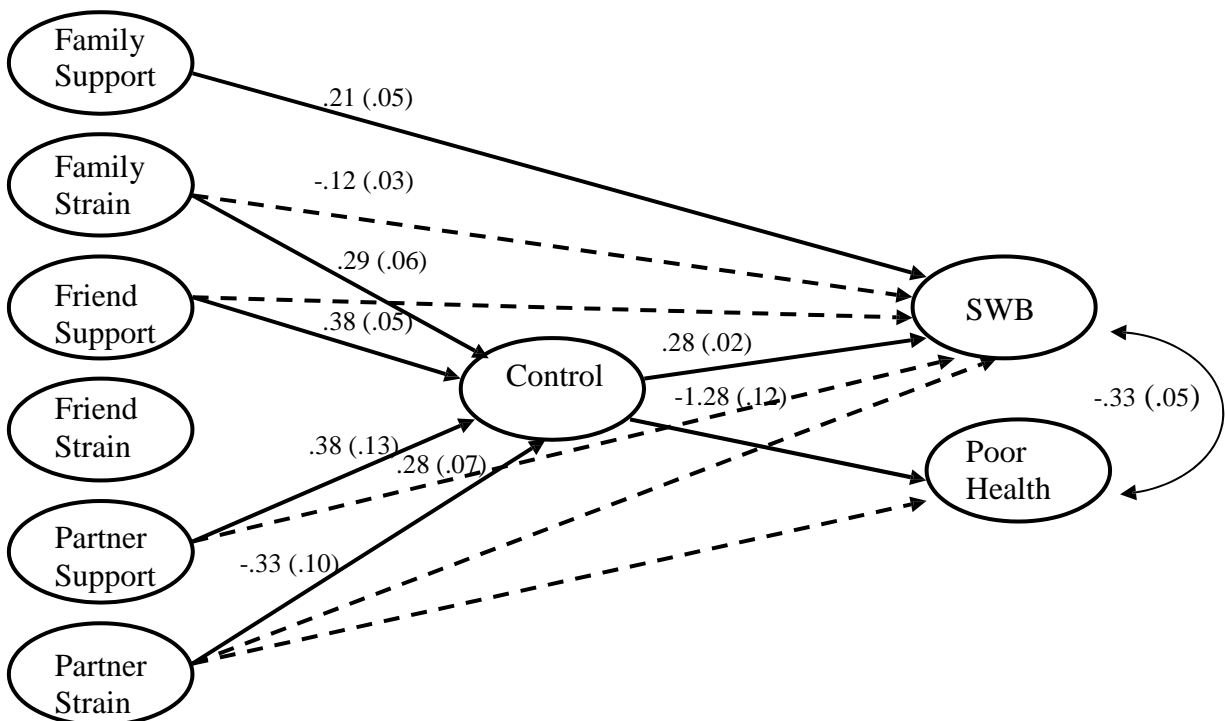 Family
Support
.21 (.05)
Family
Strain
-.12 (.03)
.29 (.06)
Friend
Support
.38 (.05)
SWB
Control
.28 (.02)
-1.28 (.12)
-.33 (.05)
Friend
Strain
.38 (.13)
.28 (.07)
Poor
Health
Partner
Support
-.33 (.10)
Partner
Strain